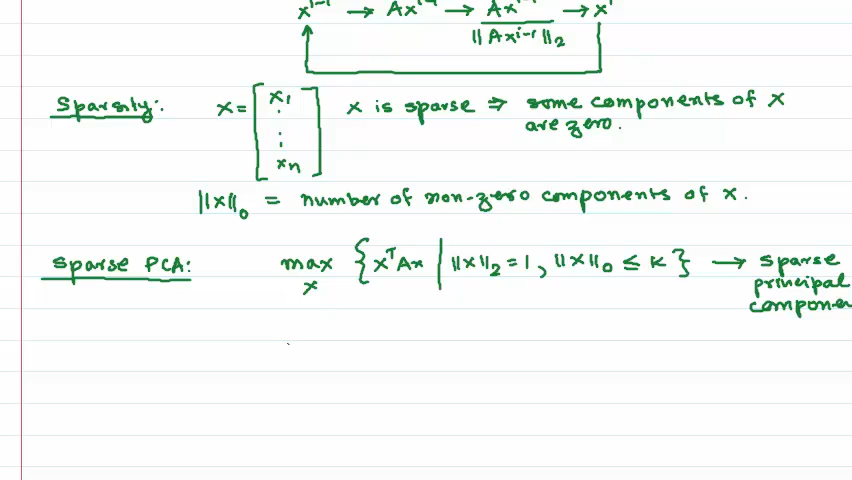 x^{i-1} → Ax^{i-1} → Ax^{i-1} / ||Ax^{i-1}||_2 → x^i
Sparsity: x = [x_1 : : x_n] x is sparse ⇒ some components of x
are zero.
||x||_0 = number of non-zero components of x.
Sparse PCA: max_x { x^T Ax | ||x||_2 = 1, ||x||_0 ≤ k } → sparse
principal
componen